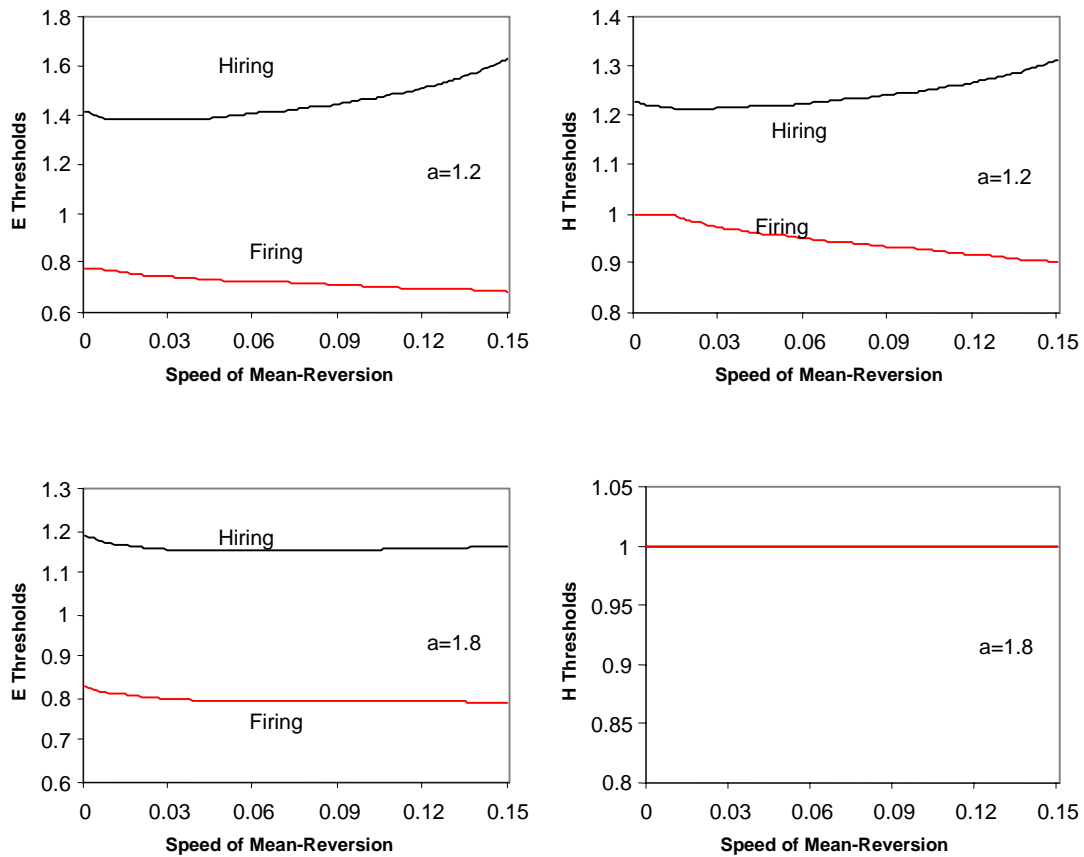 1.8
1.6
1.4
1.2
1
0.8
0.6
E Thresholds
Hiring
a=1.2
Firing
0 0.03 0.06 0.09 0.12 0.15
Speed of Mean-Reversion
1.4
1.3
1.2
1.1
1
0.9
0.8
H Thresholds
Hiring
a=1.2
Firing
0 0.03 0.06 0.09 0.12 0.15
Speed of Mean-Reversion
1.3
1.2
1.1
1
0.9
0.8
0.7
0.6
E Thresholds
Hiring
a=1.8
Firing
0 0.03 0.06 0.09 0.12 0.15
Speed of Mean-Reversion
1.05
1
0.95
0.9
0.85
0.8
H Thresholds
a=1.8
0 0.03 0.06 0.09 0.12 0.15
Speed of Mean-Reversion